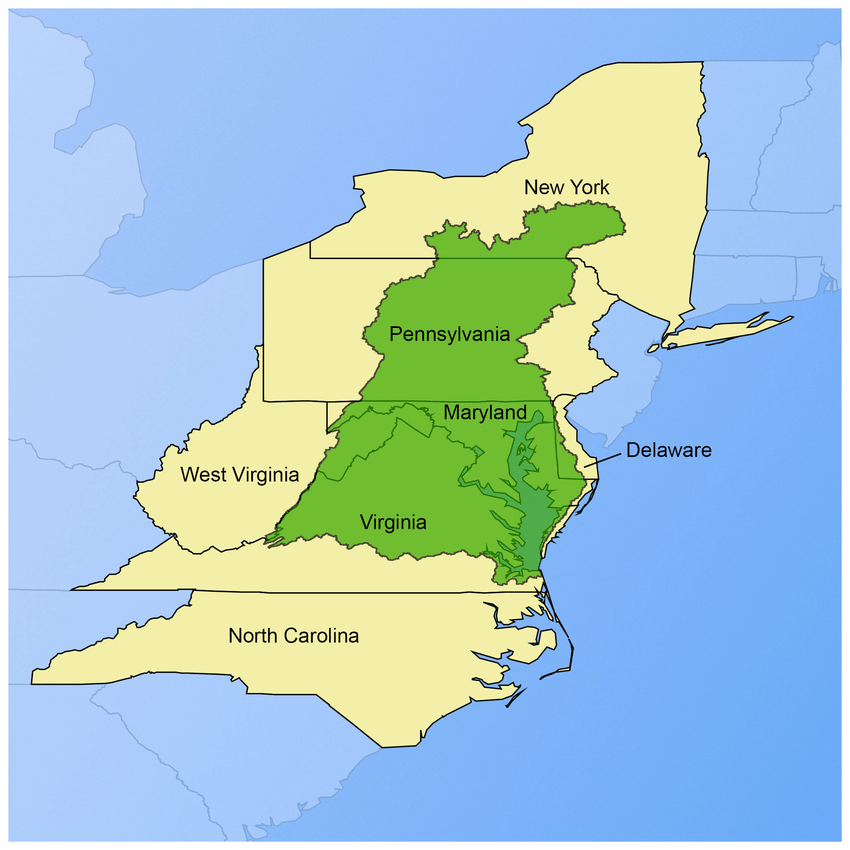 New York
Pennsylvania
Maryland
Delaware
West Virginia
Virginia
North Carolina